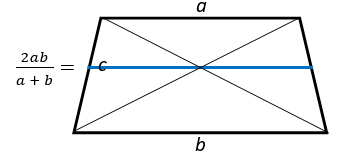 a
2ab/(a + b) = c
b